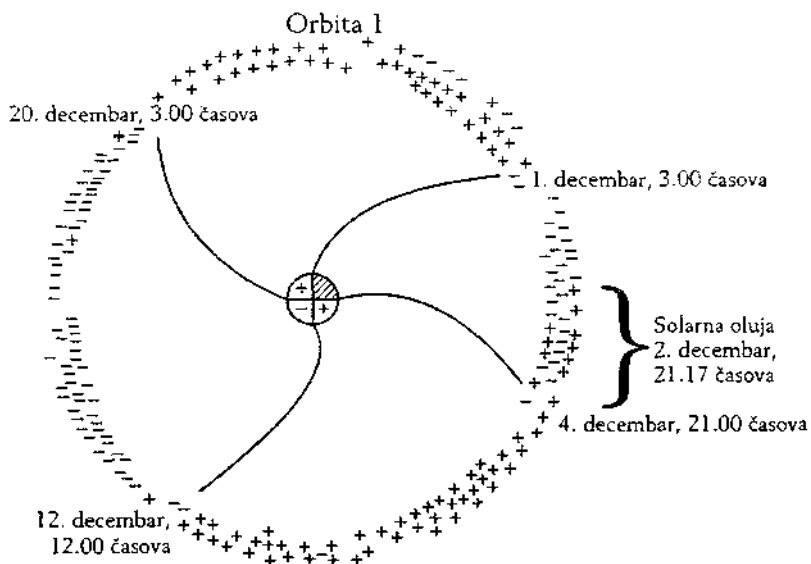 Orbita 1
20. decembar, 3.00 časova
1. decembar, 3.00 časova
Solarna oluja
2. decembar,
21.17 časova
4. decembar, 21.00 časova
12. decembar,
12.00 časova